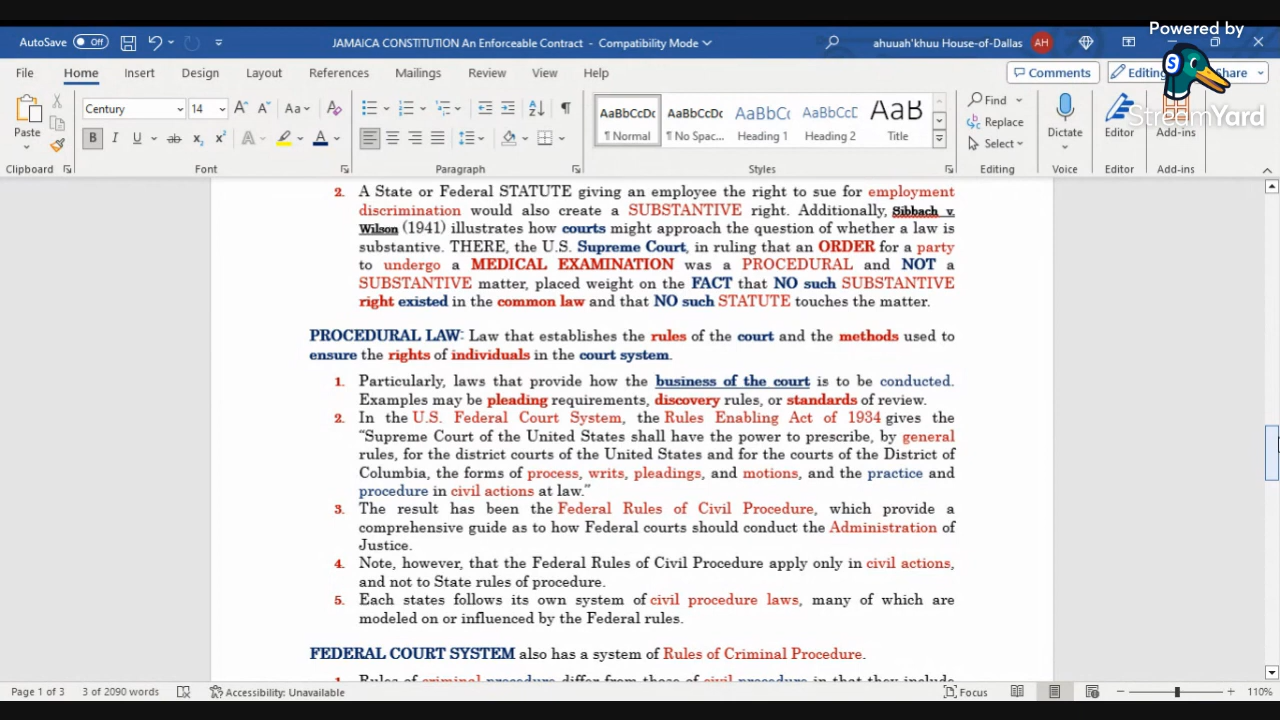 Powered by
StreamYard
AutoSave Off
JAMAICA CONSTITUTION An Enforceable Contract - Compatibility Mode
ahuuah'khuu House-of-Dallas AH
File Home Insert Design Layout References Mailings Review View Help
Comments Editing Share
Paste
Century 14
AaBbCcDc AaBbCcDc AaBbCc AaBbCcD AaB
¶ Normal ¶ No Spac... Heading 1 Heading 2 Title
Find
Replace
Select
Dictate Editor Add-ins
Clipboard Font Paragraph Styles Editing Voice Editor Add-ins
2. A State or Federal STATUTE giving an employee the right to sue for employment
discrimination would also create a SUBSTANTIVE right. Additionally, Sibbach v.
Wilson (1941) illustrates how courts might approach the question of whether a law is
substantive. THERE, the U.S. Supreme Court, in ruling that an ORDER for a party
to undergo a MEDICAL EXAMINATION was a PROCEDURAL and NOT a
SUBSTANTIVE matter, placed weight on the FACT that NO such SUBSTANTIVE
right existed in the common law and that NO such STATUTE touches the matter.
PROCEDURAL LAW: Law that establishes the rules of the court and the methods used to
ensure the rights of individuals in the court system.
1. Particularly, laws that provide how the business of the court is to be conducted.
Examples may be pleading requirements, discovery rules, or standards of review.
2. In the U.S. Federal Court System, the Rules Enabling Act of 1934 gives the
“Supreme Court of the United States shall have the power to prescribe, by general
rules, for the district courts of the United States and for the courts of the District of
Columbia, the forms of process, writs, pleadings, and motions, and the practice and
procedure in civil actions at law.”
3. The result has been the Federal Rules of Civil Procedure, which provide a
comprehensive guide as to how Federal courts should conduct the Administration of
Justice.
4. Note, however, that the Federal Rules of Civil Procedure apply only in civil actions,
and not to State rules of procedure.
5. Each states follows its own system of civil procedure laws, many of which are
modeled on or influenced by the Federal rules.
FEDERAL COURT SYSTEM also has a system of Rules of Criminal Procedure.
1. Rules of criminal procedure differ from those of civil procedure in that they include
Page 1 of 3 3 of 2090 words Accessibility: Unavailable Focus 110%